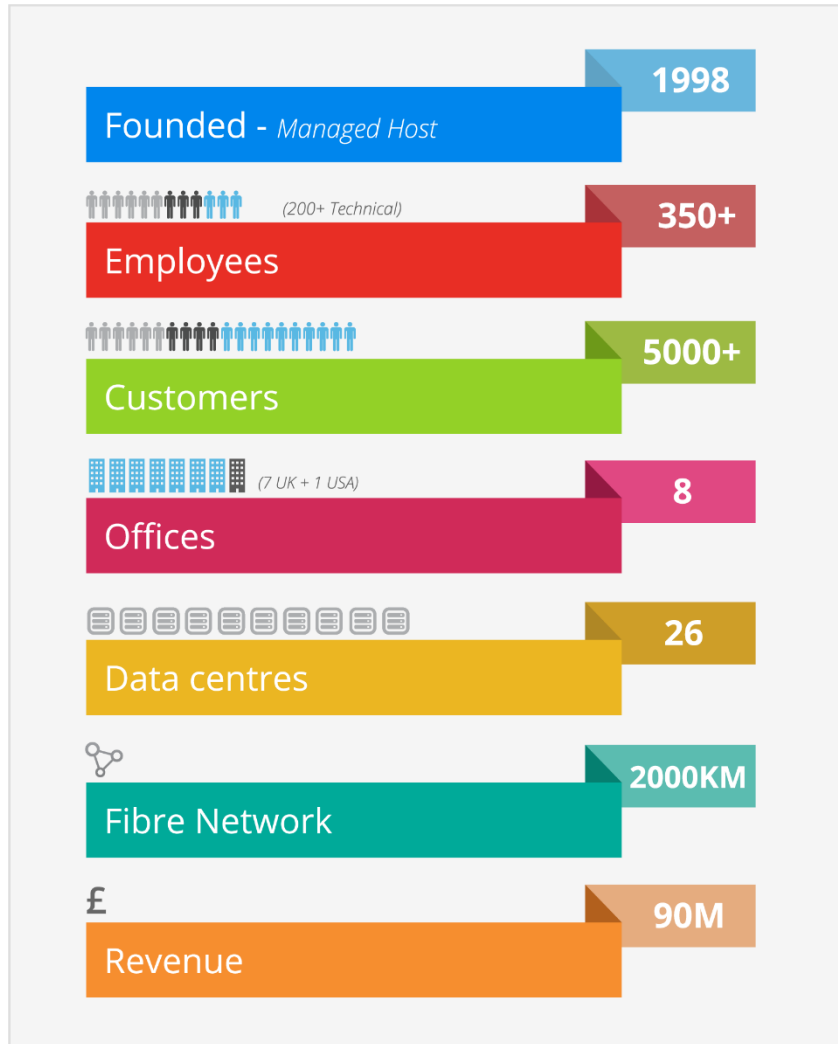 1998
Founded - Managed Host
(200+ Technical)
350+
Employees
5000+
Customers
(7 UK + 1 USA)
8
Offices
26
Data centres
2000KM
Fibre Network
£
90M
Revenue